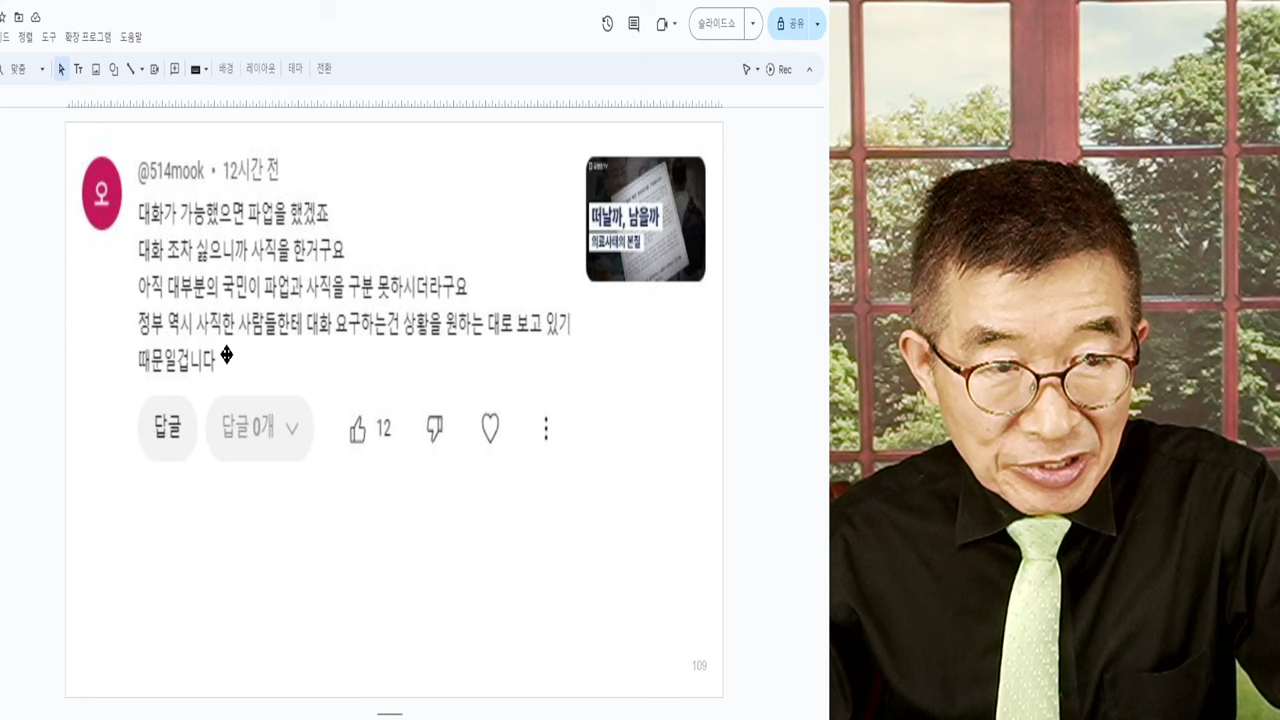 정렬 도구 확장 프로그램 도움말
슬라이드쇼
공유
맞춤
배경 레이아웃 테마 전환
Rec
오
@514mook • 12시간 전
대화가 가능했으면 파업을 했겠죠
대화 조차 싫으니까 사직을 한거구요
아직 대부분의 국민이 파업과 사직을 구분 못하시더라구요
정부 역시 사직한 사람들한테 대화 요구하는건 상황을 원하는 대로 보고 있기
때문일겁니다
떠날까, 남을까
의료사태의 본질
답글
답글 0개
12
109